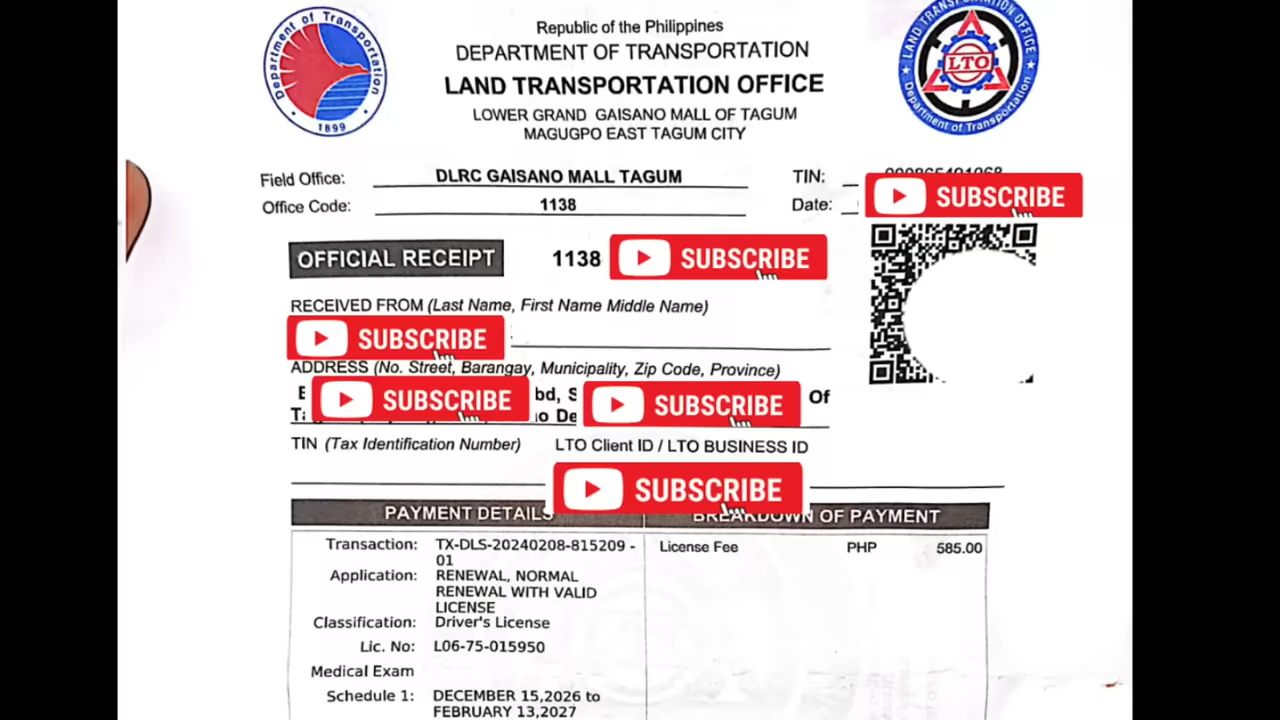 Republic of the Philippines
DEPARTMENT OF TRANSPORTATION
LAND TRANSPORTATION OFFICE
LOWER GRAND GAISANO MALL OF TAGUM
MAGUGPO EAST TAGUM CITY
Department of Transportation
1899
LAND TRANSPORTATION OFFICE
LTO
Department of Transportation
Field Office: DLRC GAISANO MALL TAGUM TIN:
Office Code: 1138 Date:
SUBSCRIBE
OFFICIAL RECEIPT 1138 SUBSCRIBE
RECEIVED FROM (Last Name, First Name Middle Name)
SUBSCRIBE
ADDRESS (No. Street, Barangay, Municipality, Zip Code, Province)
SUBSCRIBE SUBSCRIBE Of
TIN (Tax Identification Number) LTO Client ID / LTO BUSINESS ID
SUBSCRIBE
PAYMENT DETAILS BREAKDOWN OF PAYMENT
Transaction: TX-DLS-20240208-815209 -
01
License Fee PHP 585.00
Application: RENEWAL, NORMAL
RENEWAL WITH VALID
LICENSE
Classification: Driver's License
Lic. No: L06-75-015950
Medical Exam
Schedule 1: DECEMBER 15,2026 to
FEBRUARY 13,2027